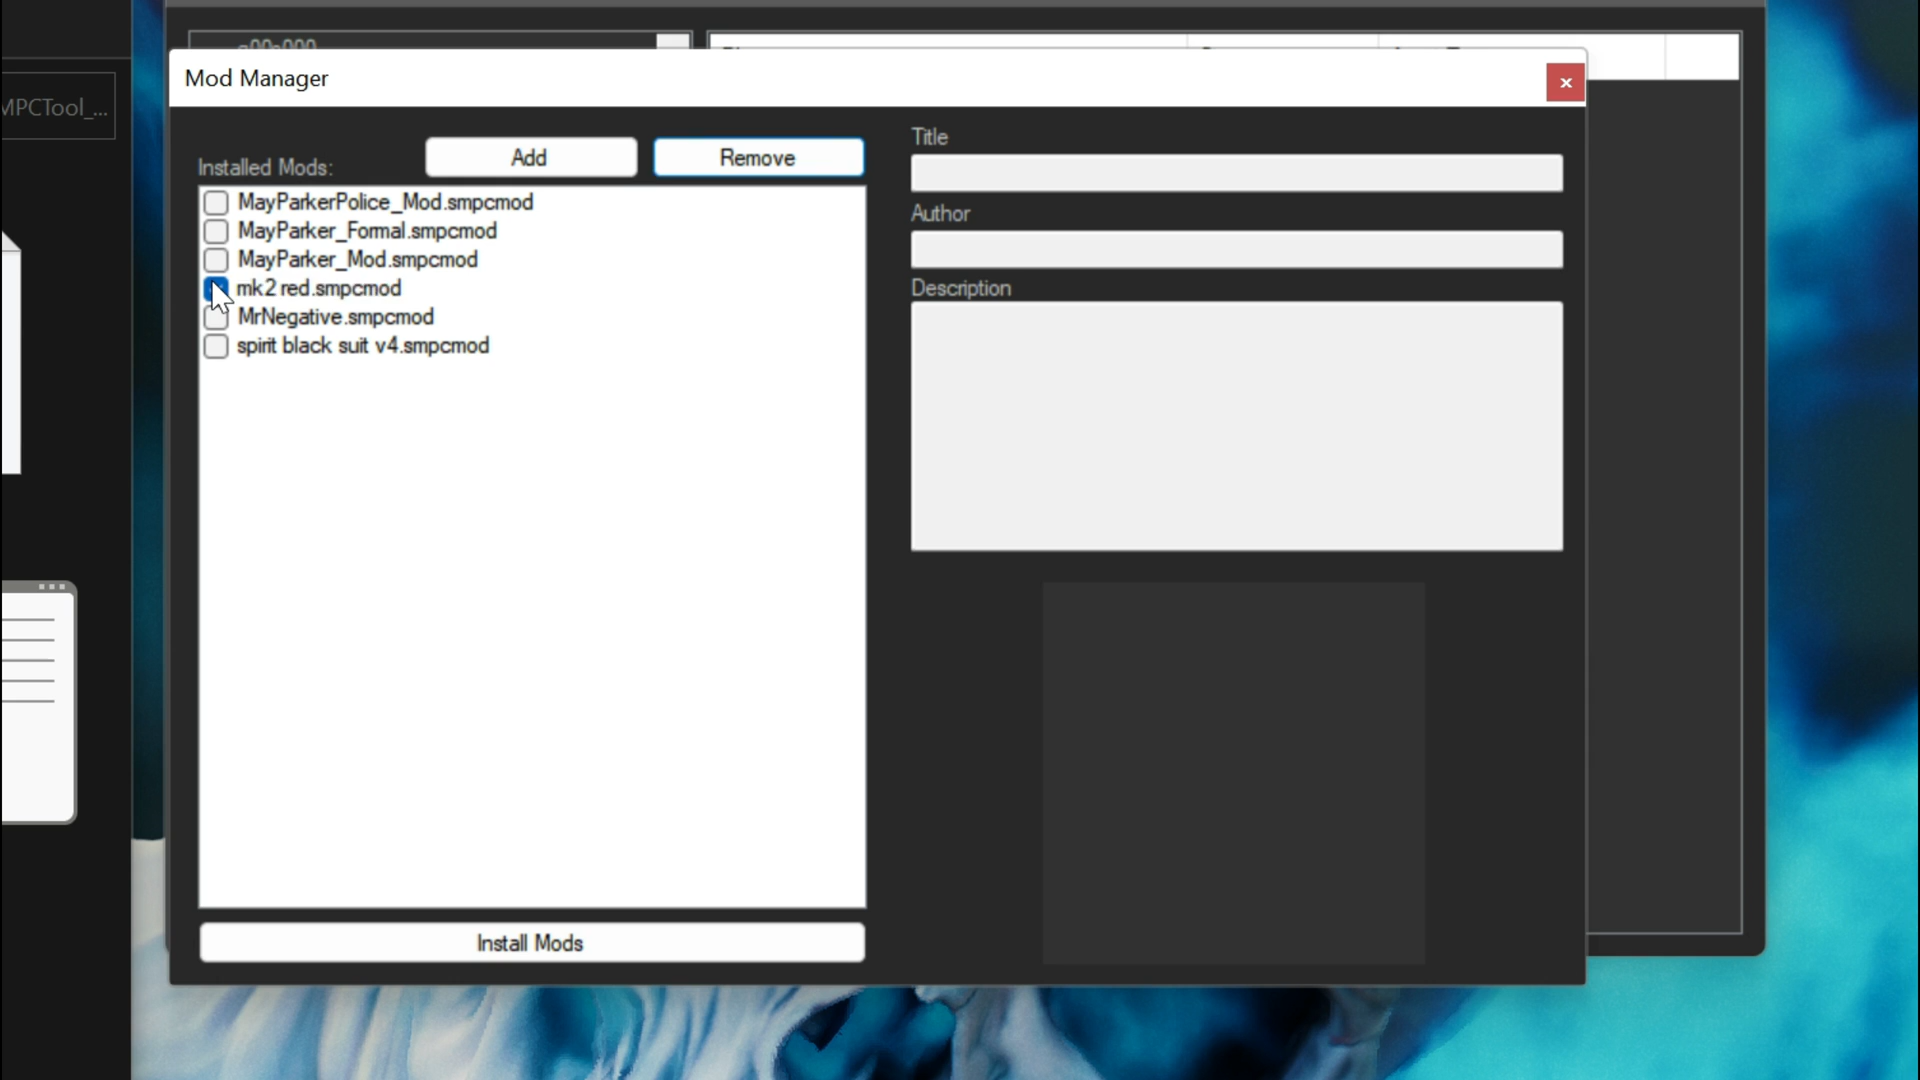 MPCTool_...
Mod Manager
Installed Mods:
Add
Remove
MayParkerPolice_Mod.smpcmod
MayParker_Formal.smpcmod
MayParker_Mod.smpcmod
mk2 red.smpcmod
MrNegative.smpcmod
spirit black suit v4.smpcmod
Install Mods
Title
Author
Description